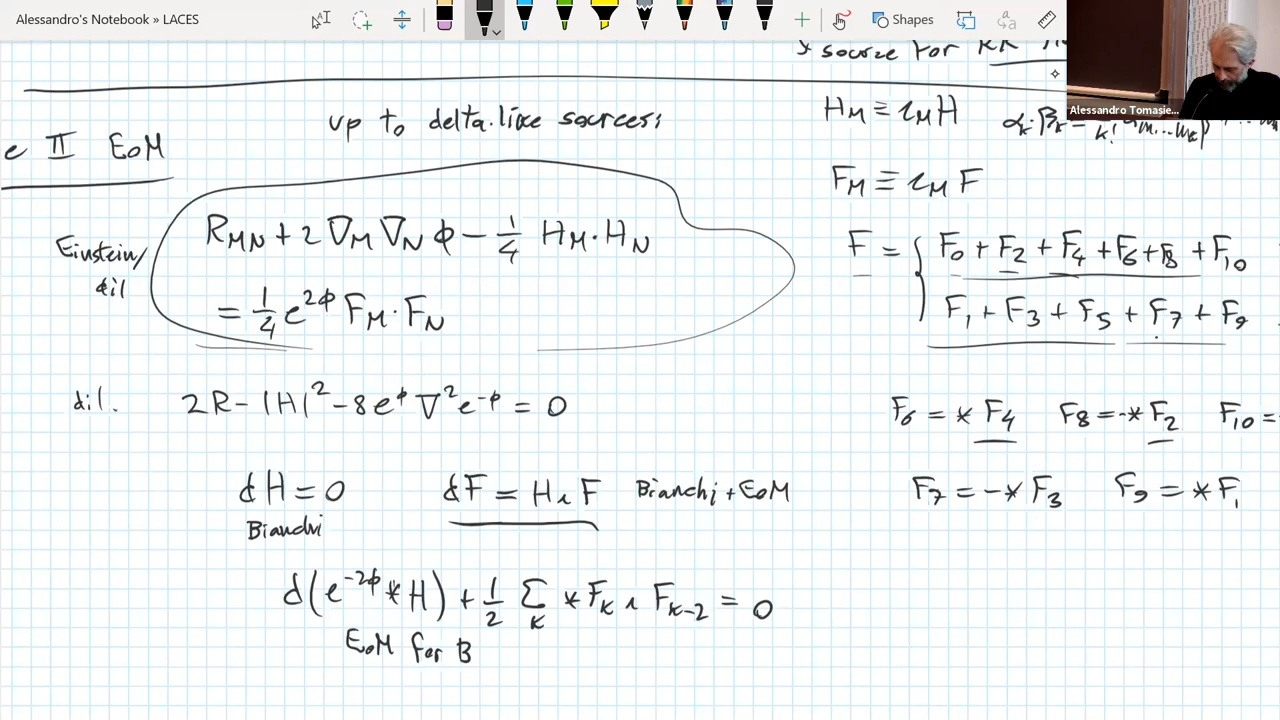 Alessandro's Notebook » LACES
Shapes
source for RR
Alessandro Tomasie...
up to delta-like sources;
H_M ≡ ι_M H
e II EoM
F_M ≡ ι_M F
Einstein/
dil
R_MN + 2 ∇_M ∇_N ϕ − 1/4 H_M · H_N
= 1/4 e^{2ϕ} F_M · F_N
F = { F_0 + F_2 + F_4 + F_6 + F_8 + F_10
F_1 + F_3 + F_5 + F_7 + F_9
dil. 2R − |H|^2 − 8e^ϕ ∇^2 e^{−ϕ} = 0
F_6 = * F_4 F_8 = −* F_2 F_10 =
dH = 0 dF = H ∧ F Bianchi + EoM
Bianchi
F_7 = −* F_3 F_9 = * F_1
d(e^{−2ϕ} * H) + 1/2 Σ_K * F_K ∧ F_{K−2} = 0
EoM for B